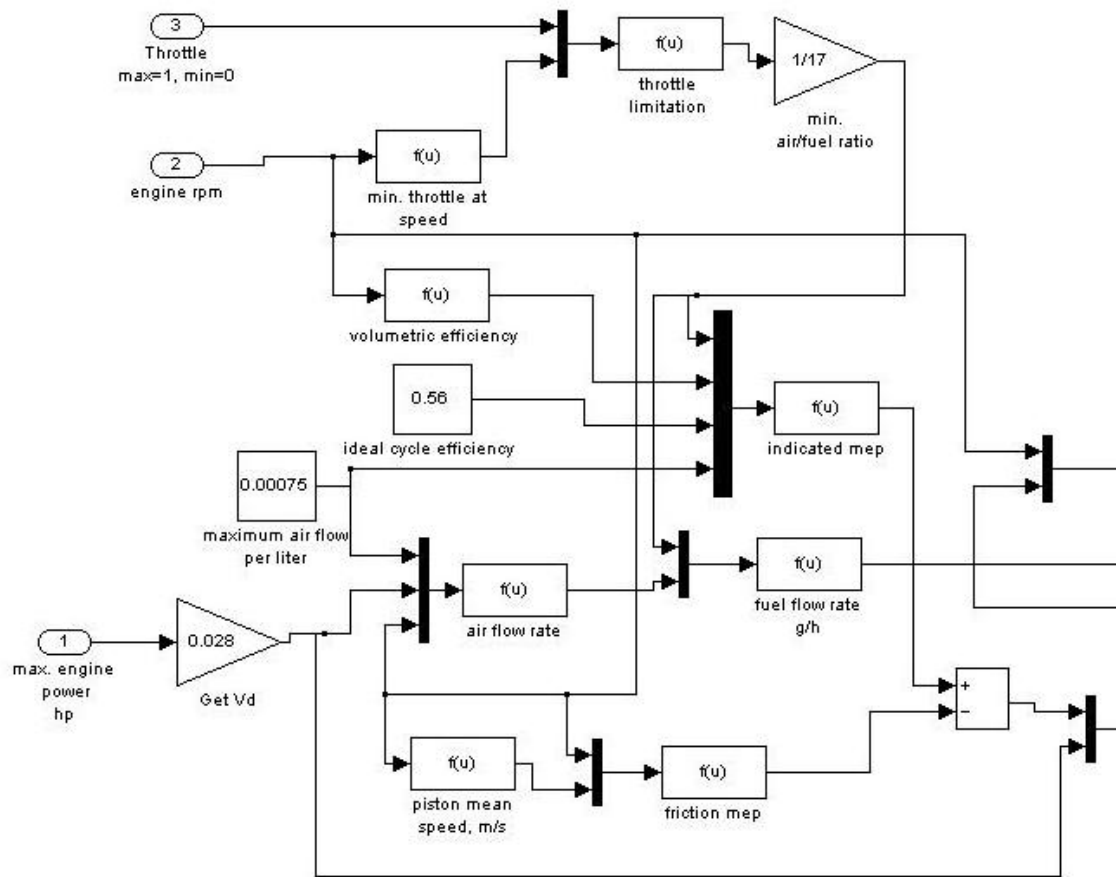 3
Throttle
max=1, min=0
f(u)
throttle
limitation
1/17
min.
air/fuel ratio
2
engine rpm
f(u)
min. throttle at
speed
f(u)
volumetric efficiency
0.56
ideal cycle efficiency
f(u)
indicated mep
0.00075
maximum air flow
per liter
f(u)
air flow rate
f(u)
fuel flow rate
g/h
1
max. engine
power
hp
0.028
Get Vd
+
−
f(u)
piston mean
speed, m/s
f(u)
friction mep